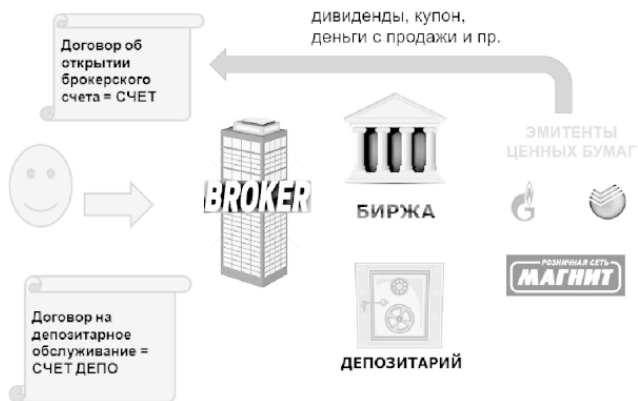 дивиденды, купон,
деньги с продажи и пр.
Договор об
открытии
брокерского
счета = СЧЕТ
ЭМИТЕНТЫ
ЦЕННЫХ БУМАГ
BROKER
БИРЖА
РОЗНИЧНАЯ СЕТЬ
МАГНИТ
Договор на
депозитарное
обслуживание =
СЧЕТ ДЕПО
ДЕПОЗИТАРИЙ